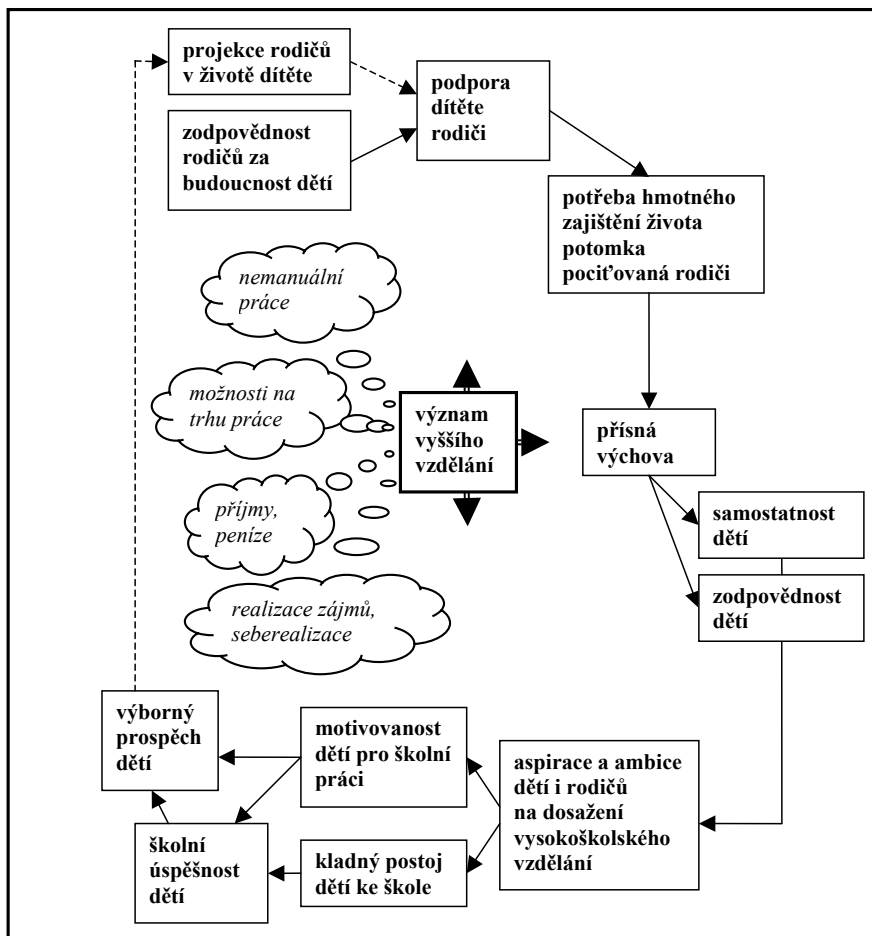 projekce rodičů
v životě dítěte
podpora
dítěte
rodiči
zodpovědnost
rodičů za
budoucnost dětí
potřeba hmotného
zajištění života
potomka
pociťovaná rodiči
nemanuální
práce
možnosti na
trhu práce
význam
vyššího
vzdělání
přísná
výchova
příjmy,
peníze
samostatnost
dětí
zodpovědnost
dětí
realizace zájmů,
seberealizace
výborný
prospěch
dětí
motivovanost
dětí pro školní
práci
aspirace a ambice
dětí i rodičů
na dosažení
vysokoškolského
vzdělání
školní
úspěšnost
dětí
kladný postoj
dětí ke škole